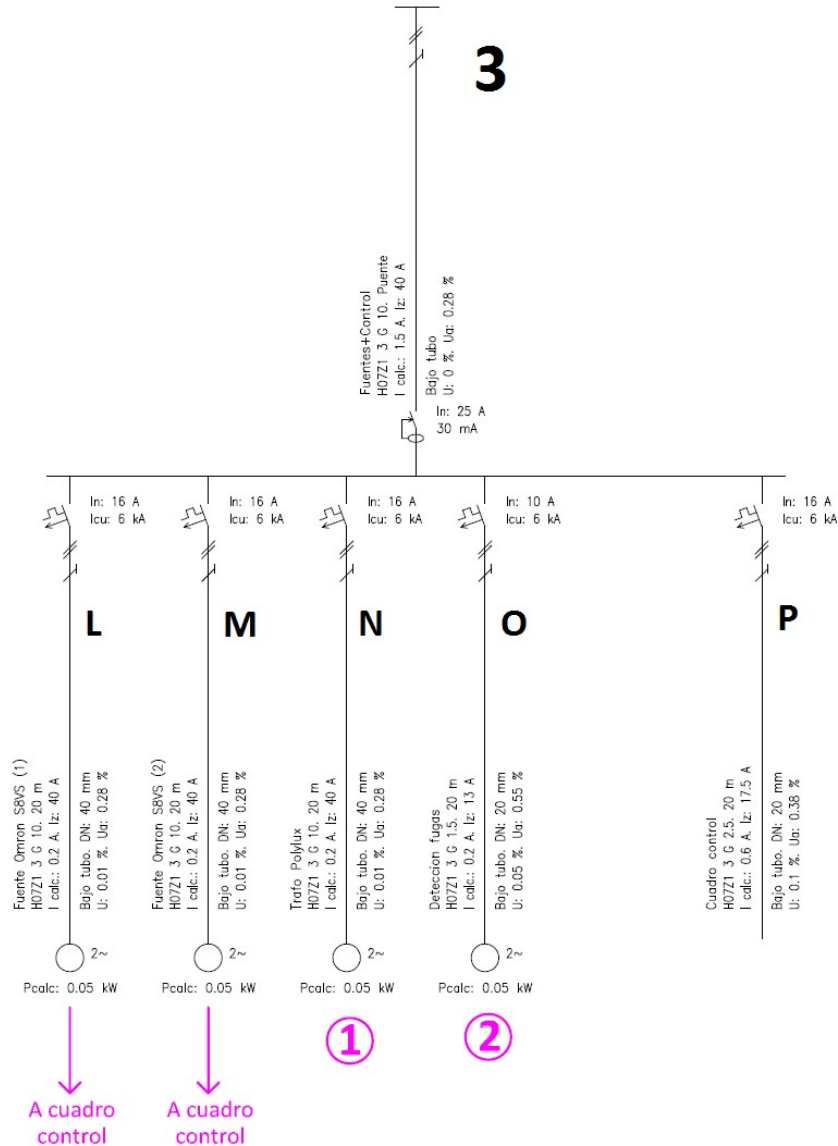 3
Fuentes+Control
H07Z1 3 G 10. Puente
I calc.: 1.5 A. Iz: 40 A
Bajo tubo
U: 0 %. Ua: 0.28 %
In: 25 A
30 mA
In: 16 A
Icu: 6 kA
In: 16 A
Icu: 6 kA
In: 16 A
Icu: 6 kA
In: 10 A
Icu: 6 kA
In: 16 A
Icu: 6 kA
L
M
N
O
P
Fuente Omron S8VS (1)
H07Z1 3 G 10. 20 m
I calc.: 0.2 A. Iz: 40 A
Bajo tubo. DN: 40 mm
U: 0.01 %. Ua: 0.28 %
Fuente Omron S8VS (2)
H07Z1 3 G 10. 20 m
I calc.: 0.2 A. Iz: 40 A
Bajo tubo. DN: 40 mm
U: 0.01 %. Ua: 0.28 %
Trafo Polylux
H07Z1 3 G 10. 20 m
I calc.: 0.2 A. Iz: 40 A
Bajo tubo. DN: 40 mm
U: 0.01 %. Ua: 0.28 %
Deteccion fugas
H07Z1 3 G 1.5. 20 m
I calc.: 0.2 A. Iz: 13 A
Bajo tubo. DN: 20 mm
U: 0.05 %. Ua: 0.55 %
Cuadro control
H07Z1 3 G 2.5. 20 m
I calc.: 0.6 A. Iz: 17.5 A
Bajo tubo. DN: 20 mm
U: 0.1 %. Ua: 0.38 %
2~
2~
2~
2~
Pcalc: 0.05 kW
Pcalc: 0.05 kW
Pcalc: 0.05 kW
Pcalc: 0.05 kW
1
2
A cuadro
control
A cuadro
control